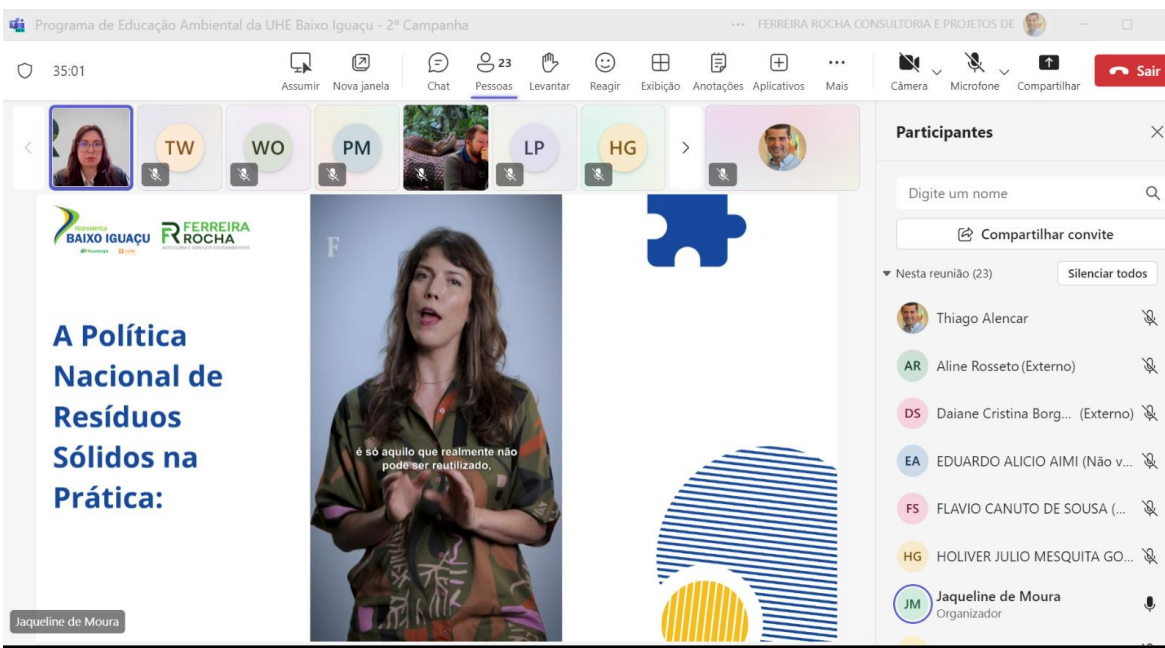 Programa de Educação Ambiental da UHE Baixo Iguaçu - 2ª Campanha
FERREIRA ROCHA CONSULTORIA E PROJETOS DE
35:01
Assumir
Nova janela
Chat
23
Pessoas
Levantar
Reagir
Exibição
Anotações
Aplicativos
Mais
Câmera
Microfone
Compartilhar
Sair
TW
WO
PM
LP
HG
BAIXO IGUAÇU
FERREIRA
ROCHA
F
A Política
Nacional de
Resíduos
Sólidos na
Prática:
é só aquilo que realmente não
pode ser reutilizado,
Jaqueline de Moura
Participantes
Digite um nome
Compartilhar convite
Nesta reunião (23)
Silenciar todos
Thiago Alencar
AR
Aline Rosseto (Externo)
DS
Daiane Cristina Borg... (Externo)
EA
EDUARDO ALICIO AIMI (Não v...
FS
FLAVIO CANUTO DE SOUSA (...
HG
HOLIVER JULIO MESQUITA GO...
JM
Jaqueline de Moura
Organizador